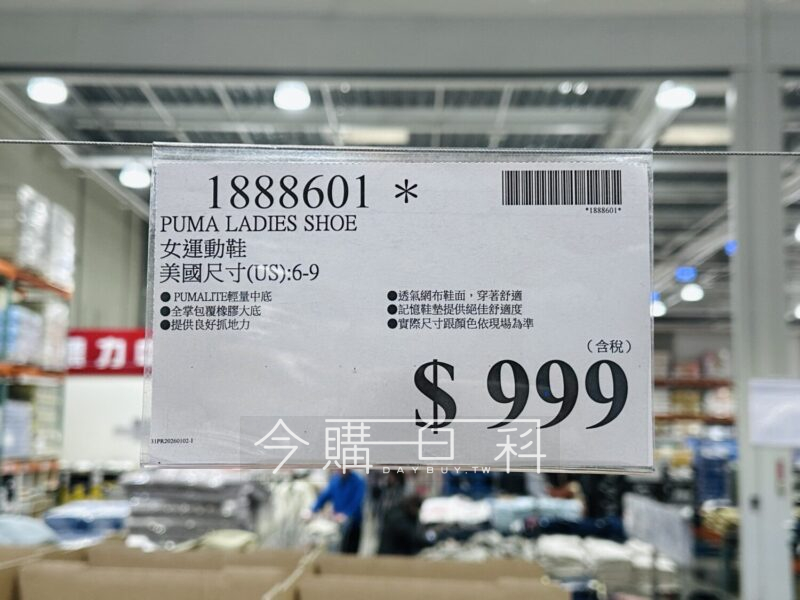 1888601 *
*1888601*
PUMA LADIES SHOE
女運動鞋
美國尺寸(US):6-9
● PUMALITE輕量中底
●全掌包覆橡膠大底
●提供良好抓地力
●透氣網布鞋面，穿著舒適
●記憶鞋墊提供絕佳舒適度
●實際尺寸跟顏色依現場為準
（含稅）
$ 999
31PR20260102-1
今購百科
DAYBUY.TW